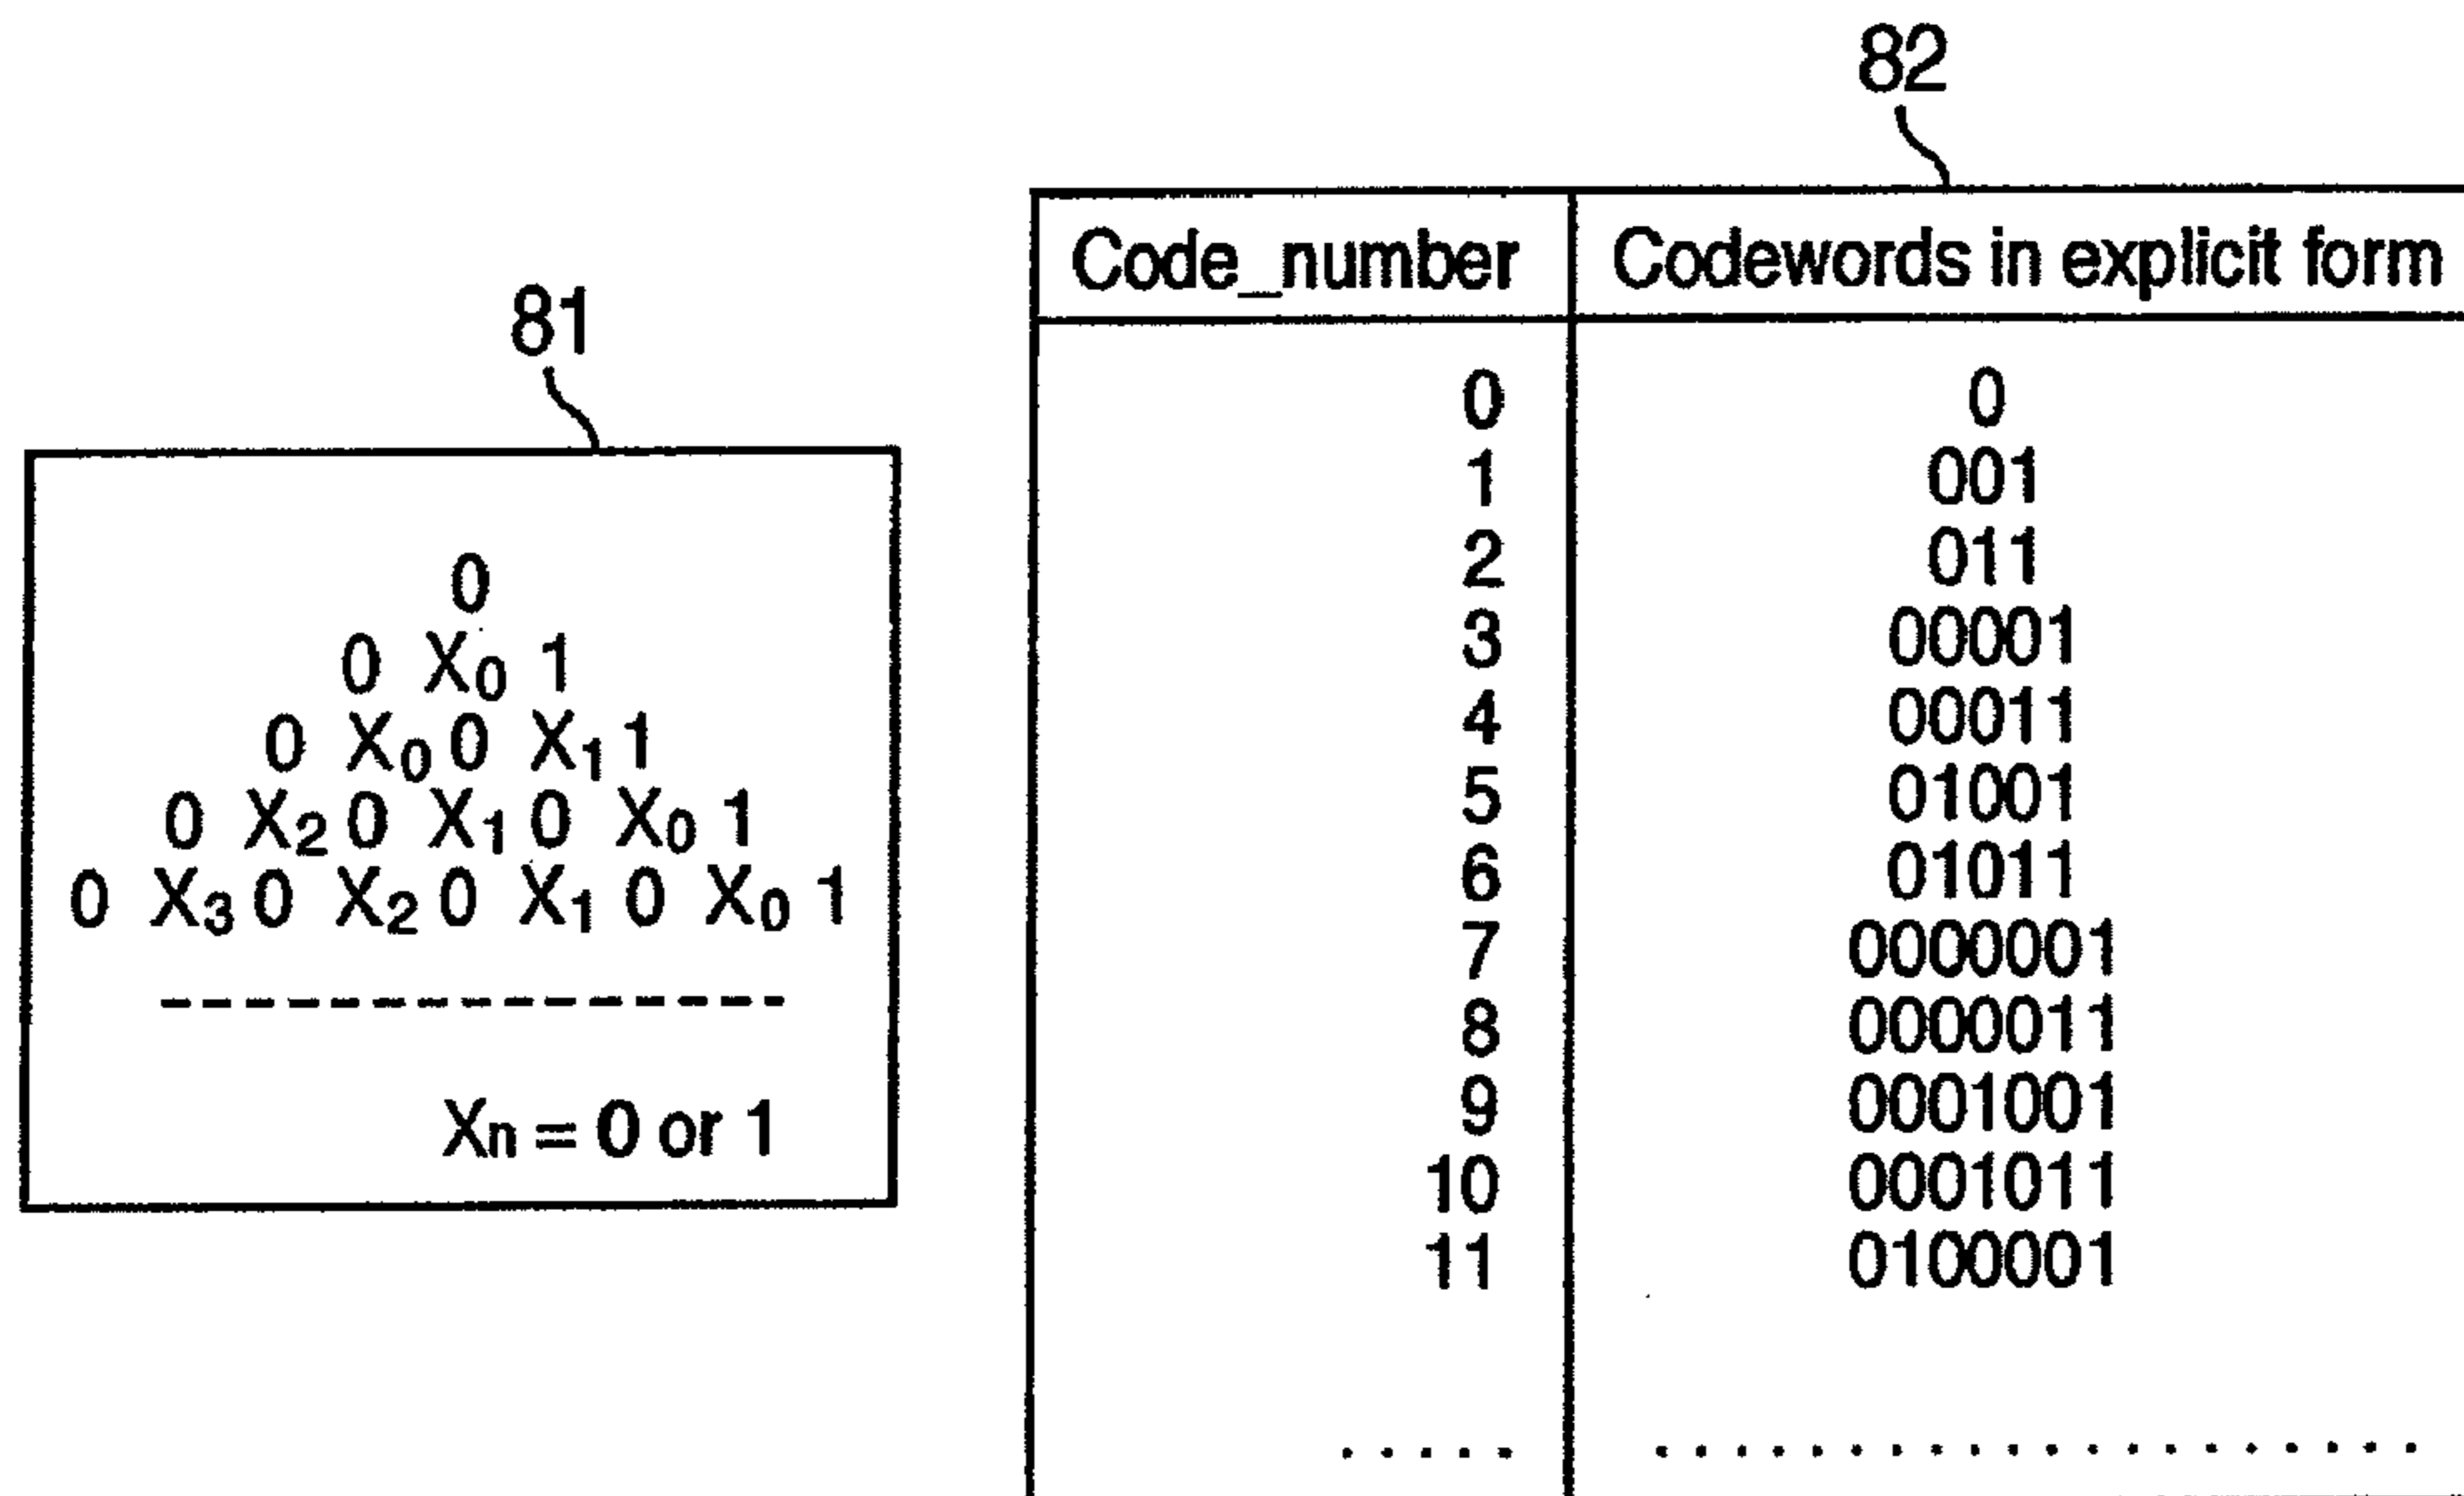 81
0
0 X0 1
0 X0 0 X1 1
0 X2 0 X1 0 X0 1
0 X3 0 X2 0 X1 0 X0 1
Xn = 0 or 1
82
Code_number Codewords in explicit form
0 0
1 001
2 011
3 00001
4 00011
5 01001
6 01011
7 0000001
8 0000011
9 0001001
10 0001011
11 0100001
..... ....................